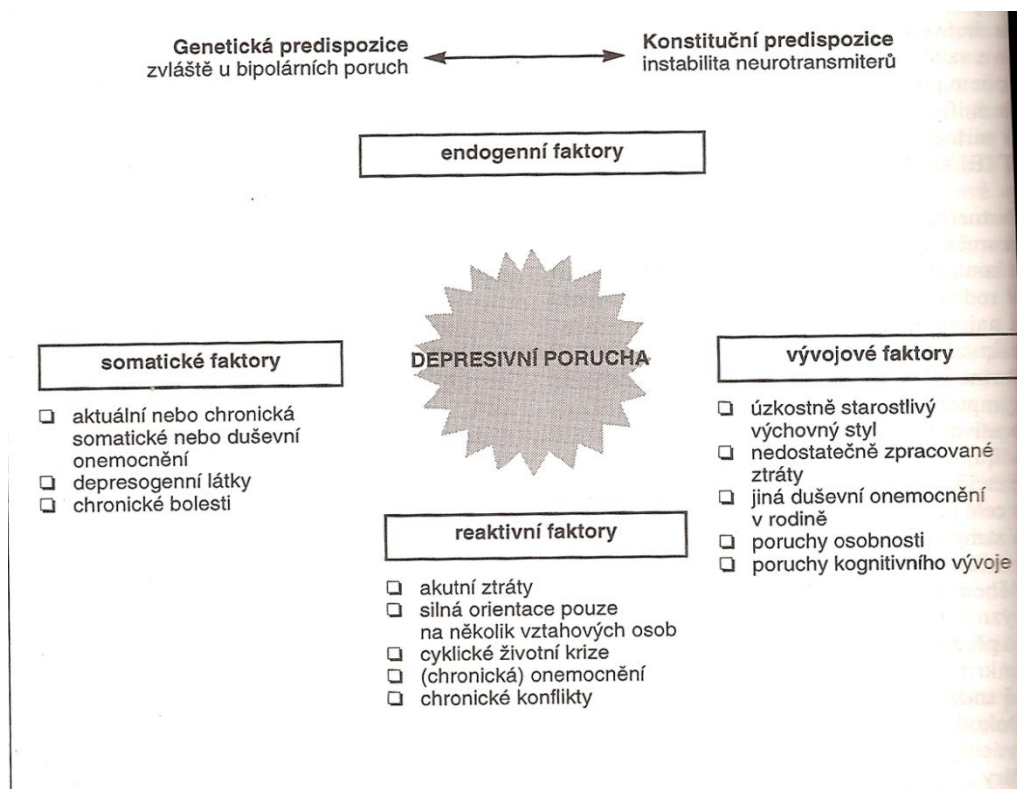 Genetická predispozice
zvláště u bipolárních poruch
Konstituční predispozice
instabilita neurotransmiterů
endogenní faktory
DEPRESIVNÍ PORUCHA
somatické faktory
❏ aktuální nebo chronická
somatické nebo duševní
onemocnění
❏ depresogenní látky
❏ chronické bolesti
vývojové faktory
❏ úzkostně starostlivý
výchovný styl
❏ nedostatečně zpracované
ztráty
❏ jiná duševní onemocnění
v rodině
❏ poruchy osobnosti
❏ poruchy kognitivního vývoje
reaktivní faktory
❏ akutní ztráty
❏ silná orientace pouze
na několik vztahových osob
❏ cyklické životní krize
❏ (chronická) onemocnění
❏ chronické konflikty